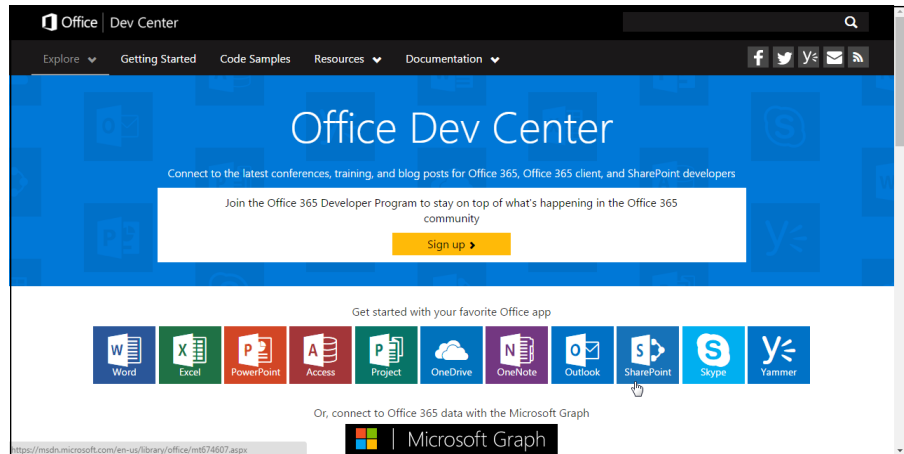 Office | Dev Center
Explore Getting Started Code Samples Resources Documentation
Office Dev Center
Connect to the latest conferences, training, and blog posts for Office 365, Office 365 client, and SharePoint developers
Join the Office 365 Developer Program to stay on top of what's happening in the Office 365
community
Sign up
Get started with your favorite Office app
Word Excel PowerPoint Access Project OneDrive OneNote Outlook SharePoint Skype Yammer
Or, connect to Office 365 data with the Microsoft Graph
Microsoft Graph
https://msdn.microsoft.com/en-us/library/office/mt674607.aspx